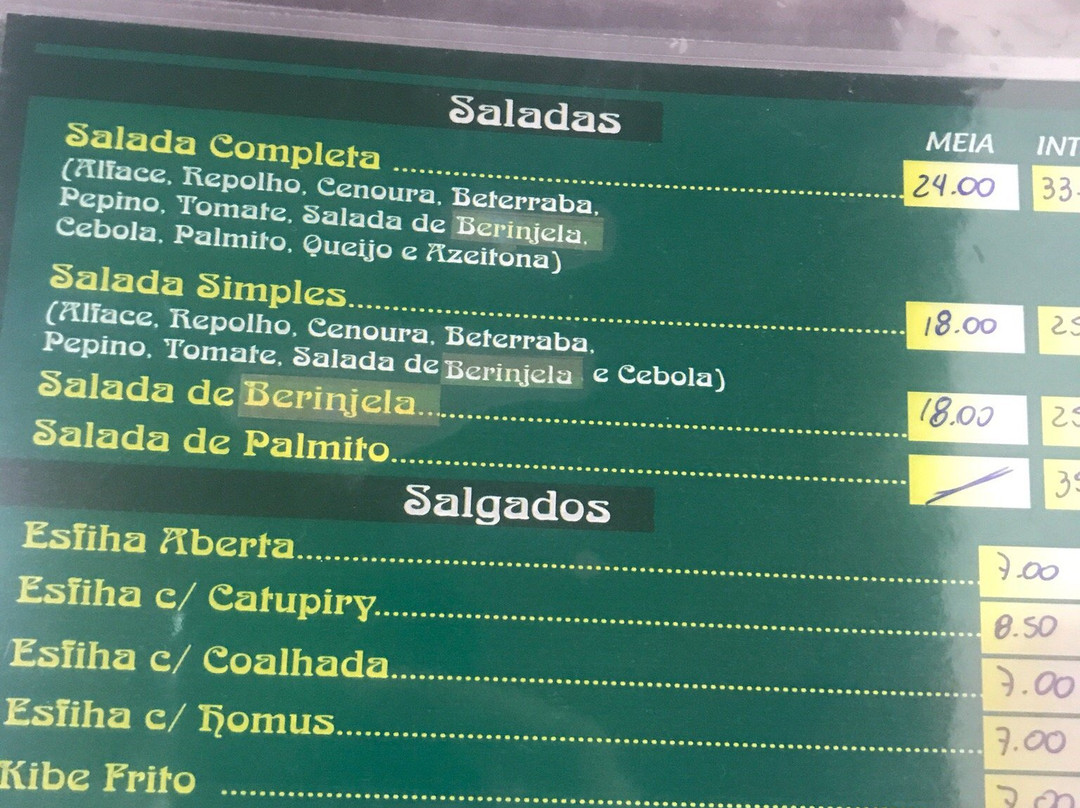 Saladas
MEIA
Salada Completa 24.00
(Alface, Repolho, Cenoura, Beterraba,
Pepino, Tomate, Salada de Berinjela,
Cebola, Palmito, Queijo e Azeitona)
Salada Simples 18.00
(Alface, Repolho, Cenoura, Beterraba,
Pepino, Tomate, Salada de Berinjela e Cebola)
Salada de Berinjela 18.00
Salada de Palmito
Salgados
Esfiha Aberta 7.00
Esfiha c/ Catupiry 8.50
Esfiha c/ Coalhada 7.00
Esfiha c/ Homus 7.00
Kibe Frito